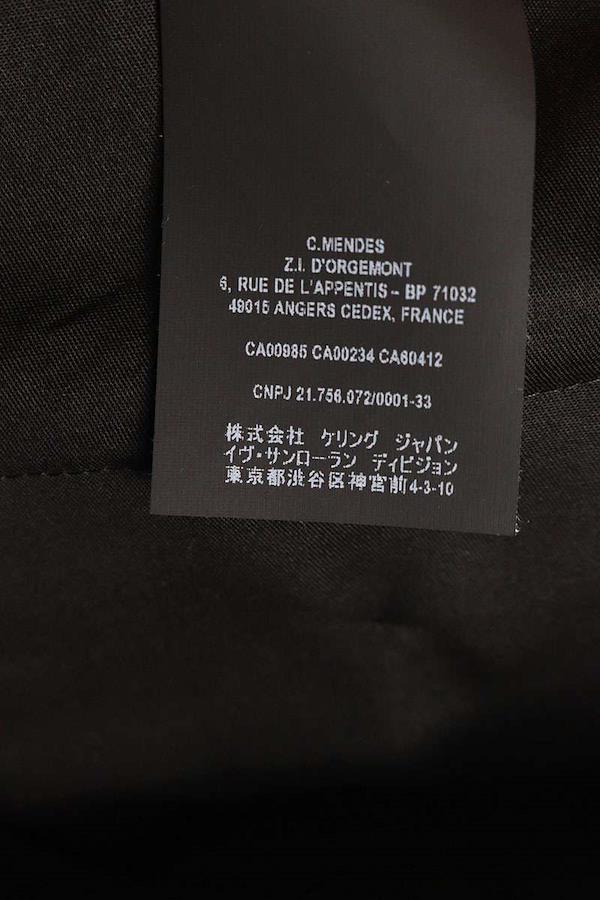 C.MENDES
Z.I. D'ORGEMONT
6, RUE DE L'APPENTIS - BP 71032
49015 ANGERS CEDEX, FRANCE
CA00985 CA00234 CA60412
CNPJ 21.756.072/0001-33
株式会社 ケリング ジャパン
イヴ・サンローラン ディビジョン
東京都渋谷区神宮前4-3-10